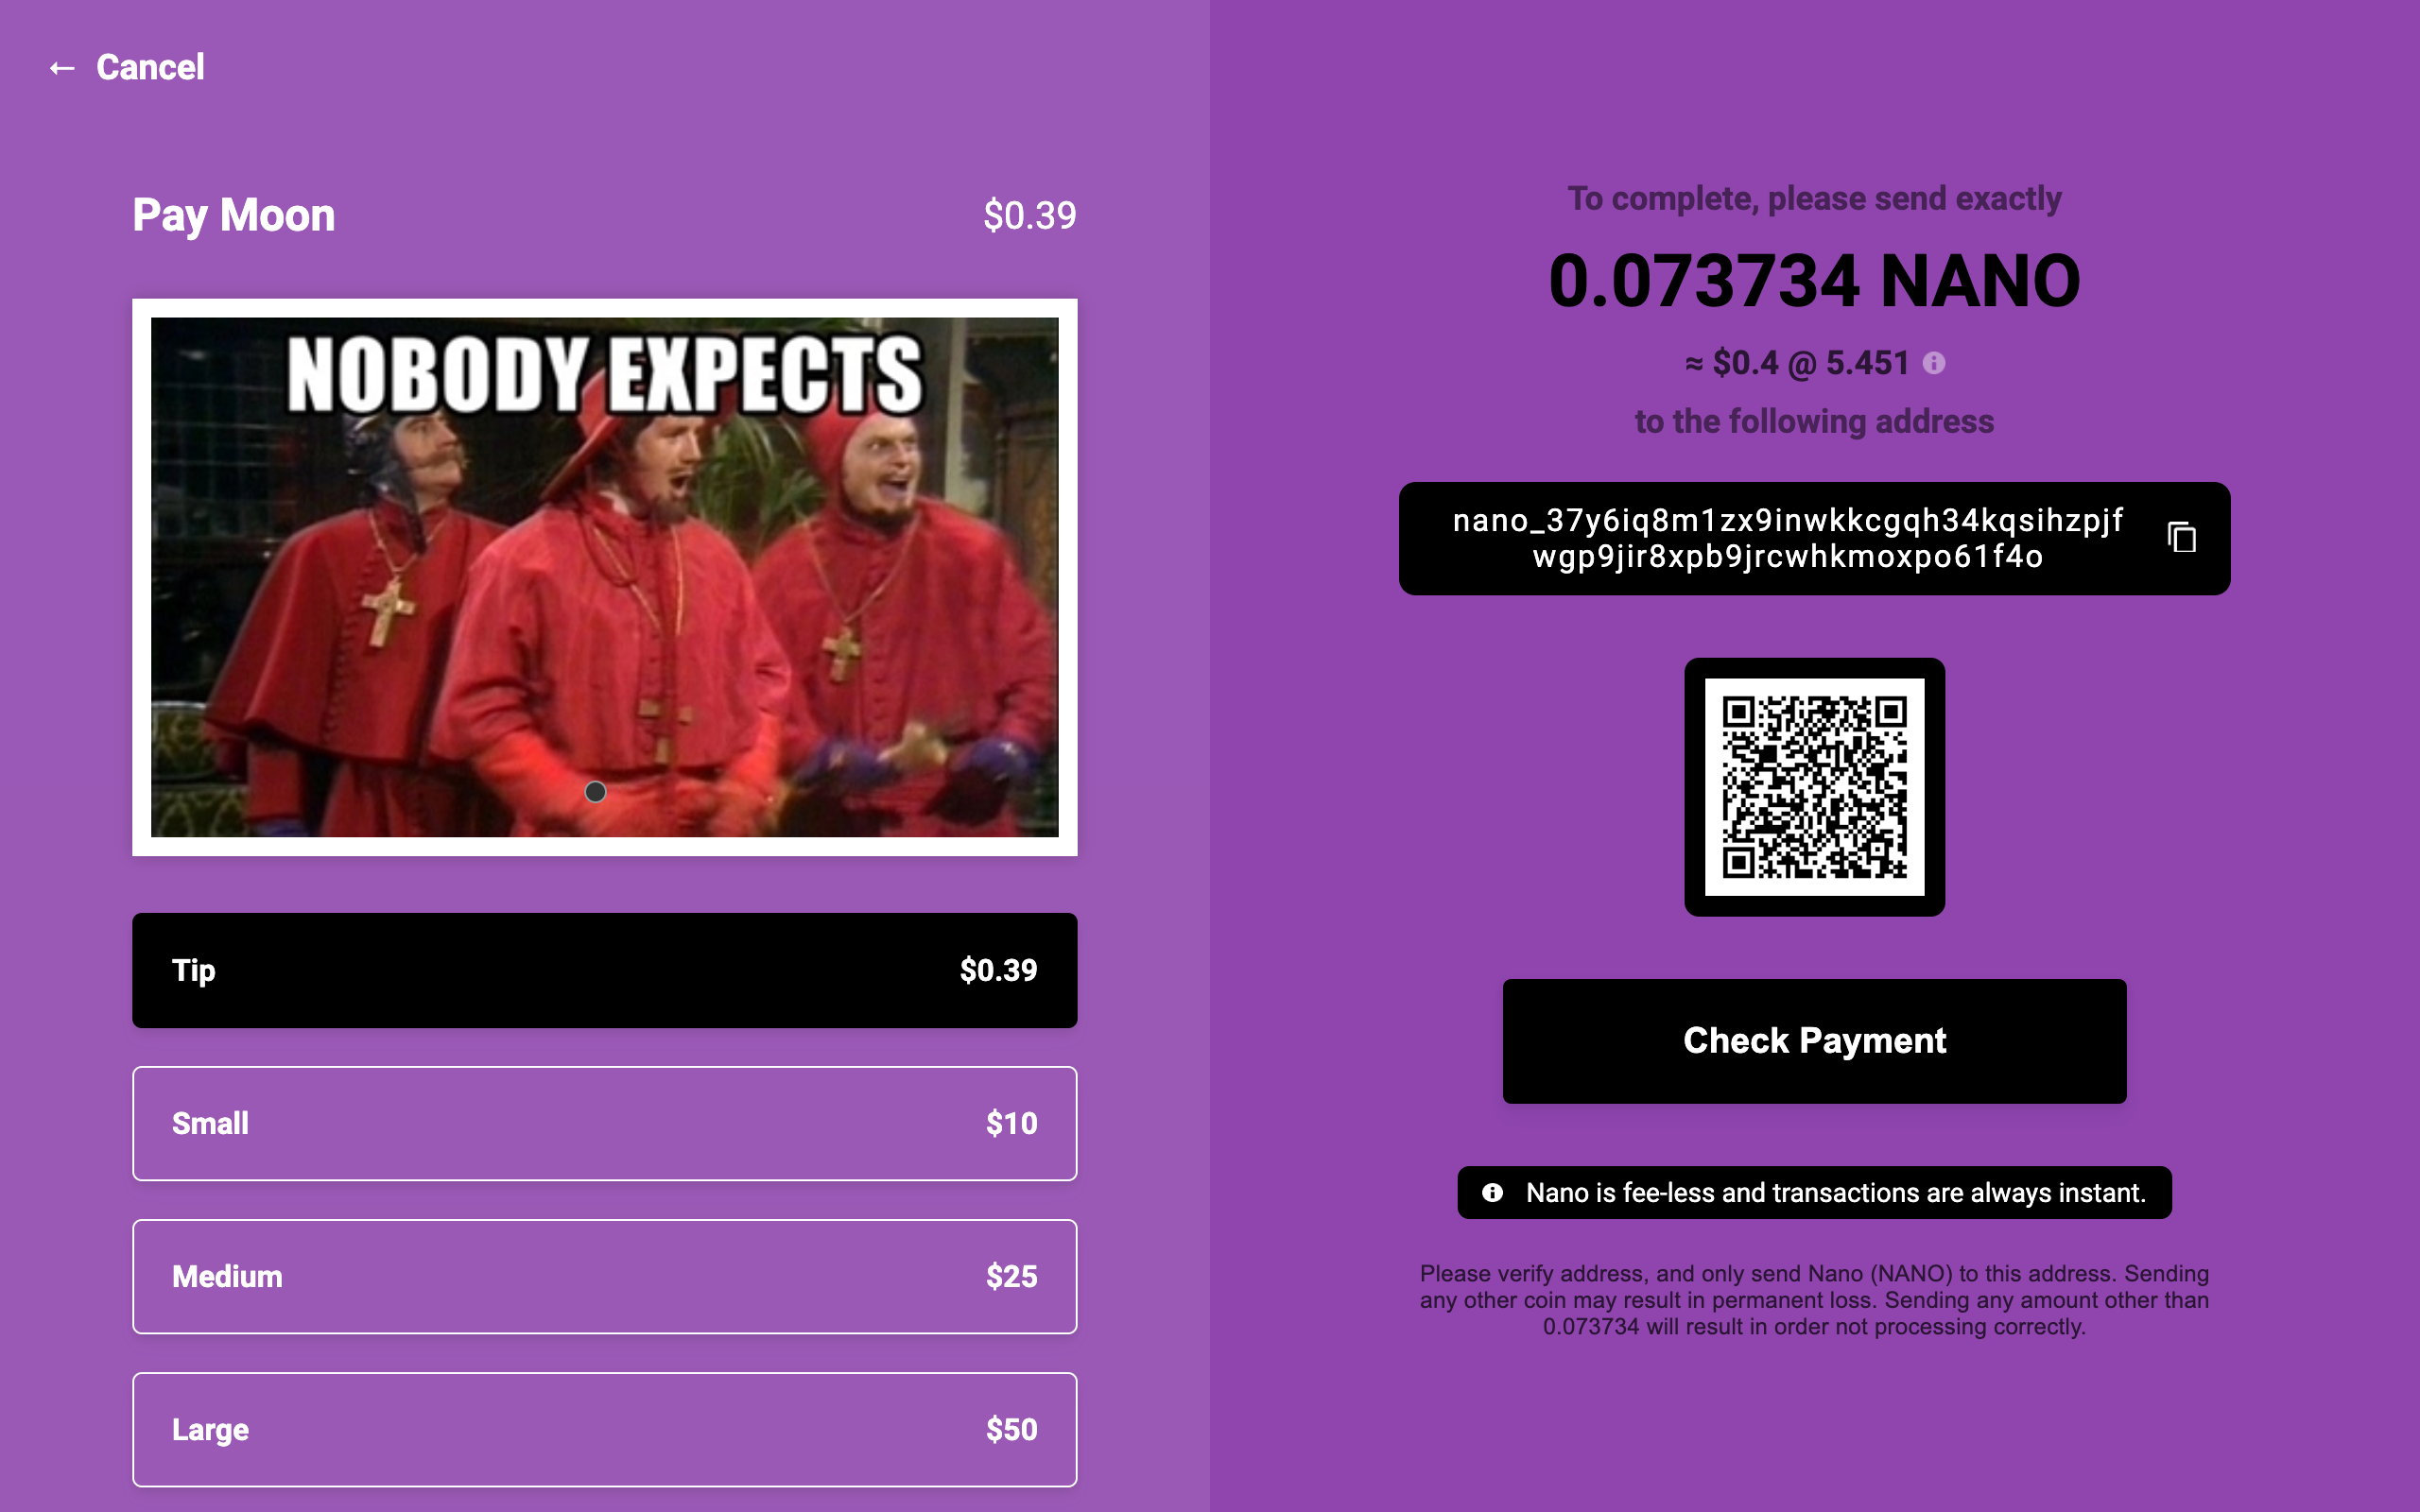 ← Cancel
Pay Moon $0.39
NOBODY EXPECTS
Tip $0.39
Small $10
Medium $25
Large $50
To complete, please send exactly
0.073734 NANO
≈ $0.4 @ 5.451
to the following address
nano_37y6iq8m1zx9inwkkcgqh34kqsihzpjf
wgp9jir8xpb9jrcwhkmoxpo61f4o
Check Payment
Nano is fee-less and transactions are always instant.
Please verify address, and only send Nano (NANO) to this address. Sending
any other coin may result in permanent loss. Sending any amount other than
0.073734 will result in order not processing correctly.